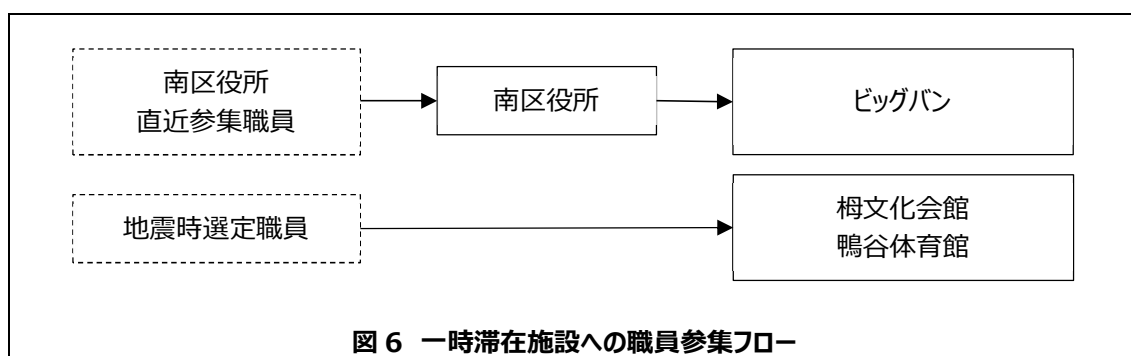 南区役所
直近参集職員
南区役所
ビッグバン
地震時選定職員
栂文化会館
鴨谷体育館
図 6 一時滞在施設への職員参集フロー